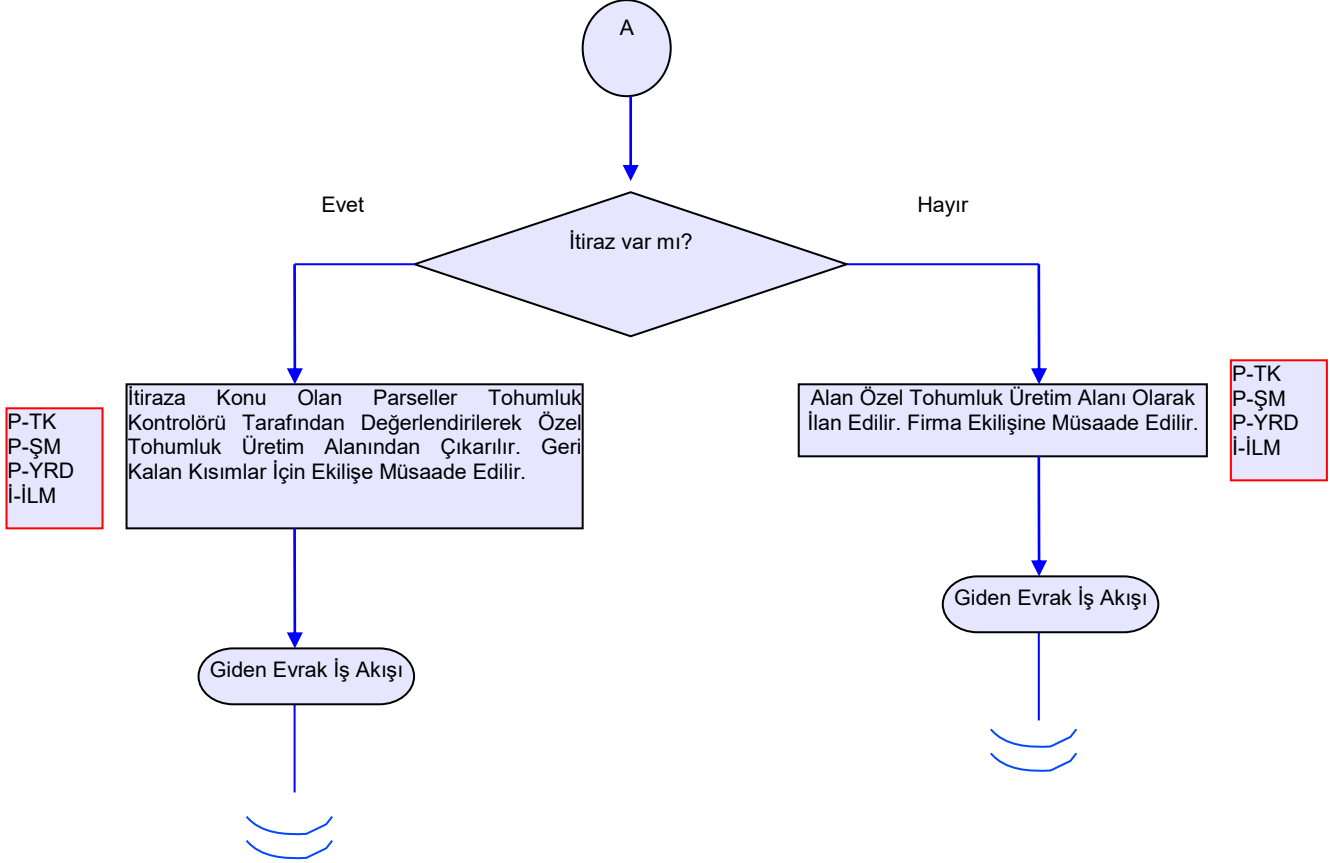 A
Evet
Hayır
İtiraz var mı?
P-TK
P-ŞM
P-YRD
İ-İLM
İtiraza Konu Olan Parseller Tohumluk
Kontrolörü Tarafından Değerlendirilerek Özel
Tohumluk Üretim Alanından Çıkarılır. Geri
Kalan Kısımlar İçin Ekilişe Müsaade Edilir.
Alan Özel Tohumluk Üretim Alanı Olarak
İlan Edilir. Firma Ekilişine Müsaade Edilir.
P-TK
P-ŞM
P-YRD
İ-İLM
Giden Evrak İş Akışı
Giden Evrak İş Akışı